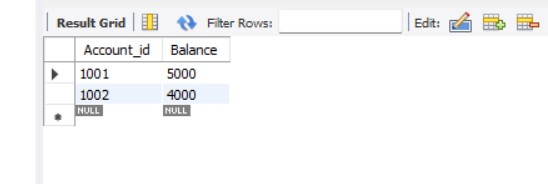 Result Grid Filter Rows: Edit:
Account_id Balance
1001 5000
1002 4000
NULL NULL